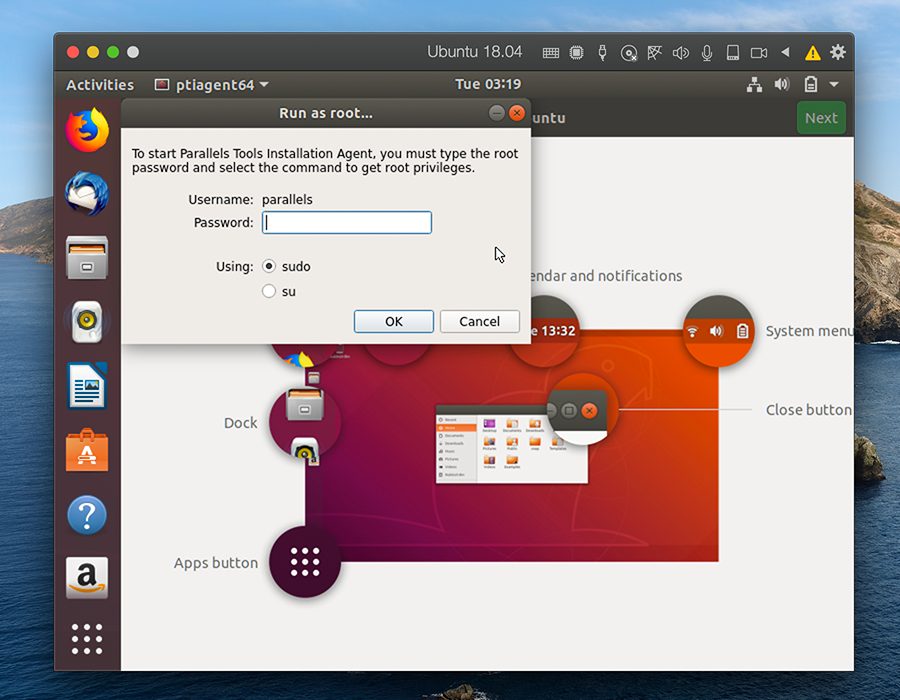 Ubuntu 18.04
Activities
ptiagent64
Tue 03:19
Run as root...
untu
Next
To start Parallels Tools Installation Agent, you must type the root
password and select the command to get root privileges.
Username: parallels
Password:
Using: sudo
su
OK
Cancel
endar and notifications
e 13:32
System menu
Close button
Dock
Apps button
a
?